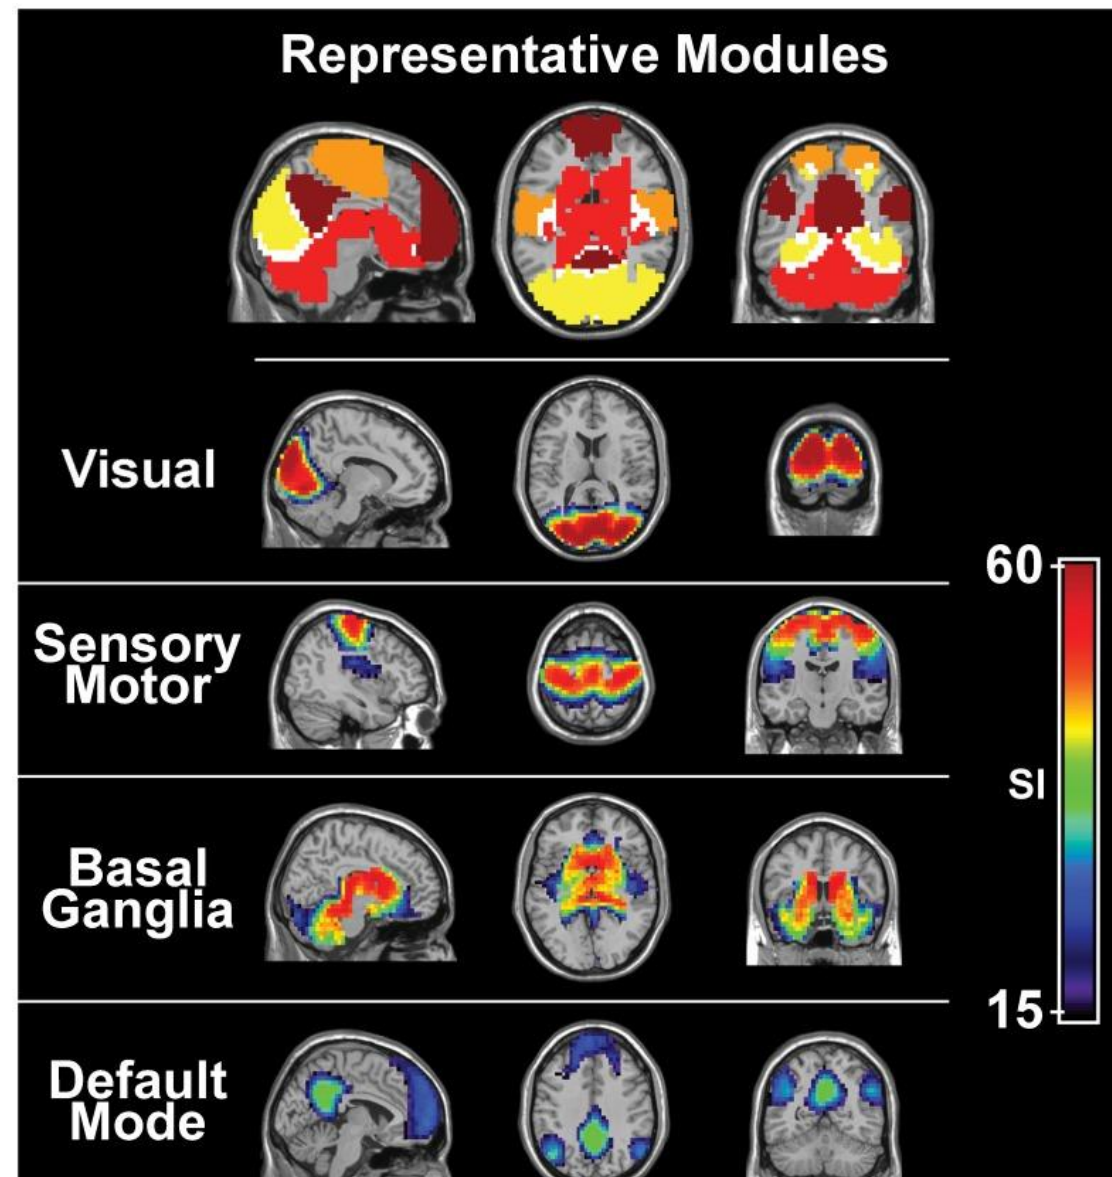 Representative Modules
Visual
60
Sensory
Motor
SI
Basal
Ganglia
15
Default
Mode